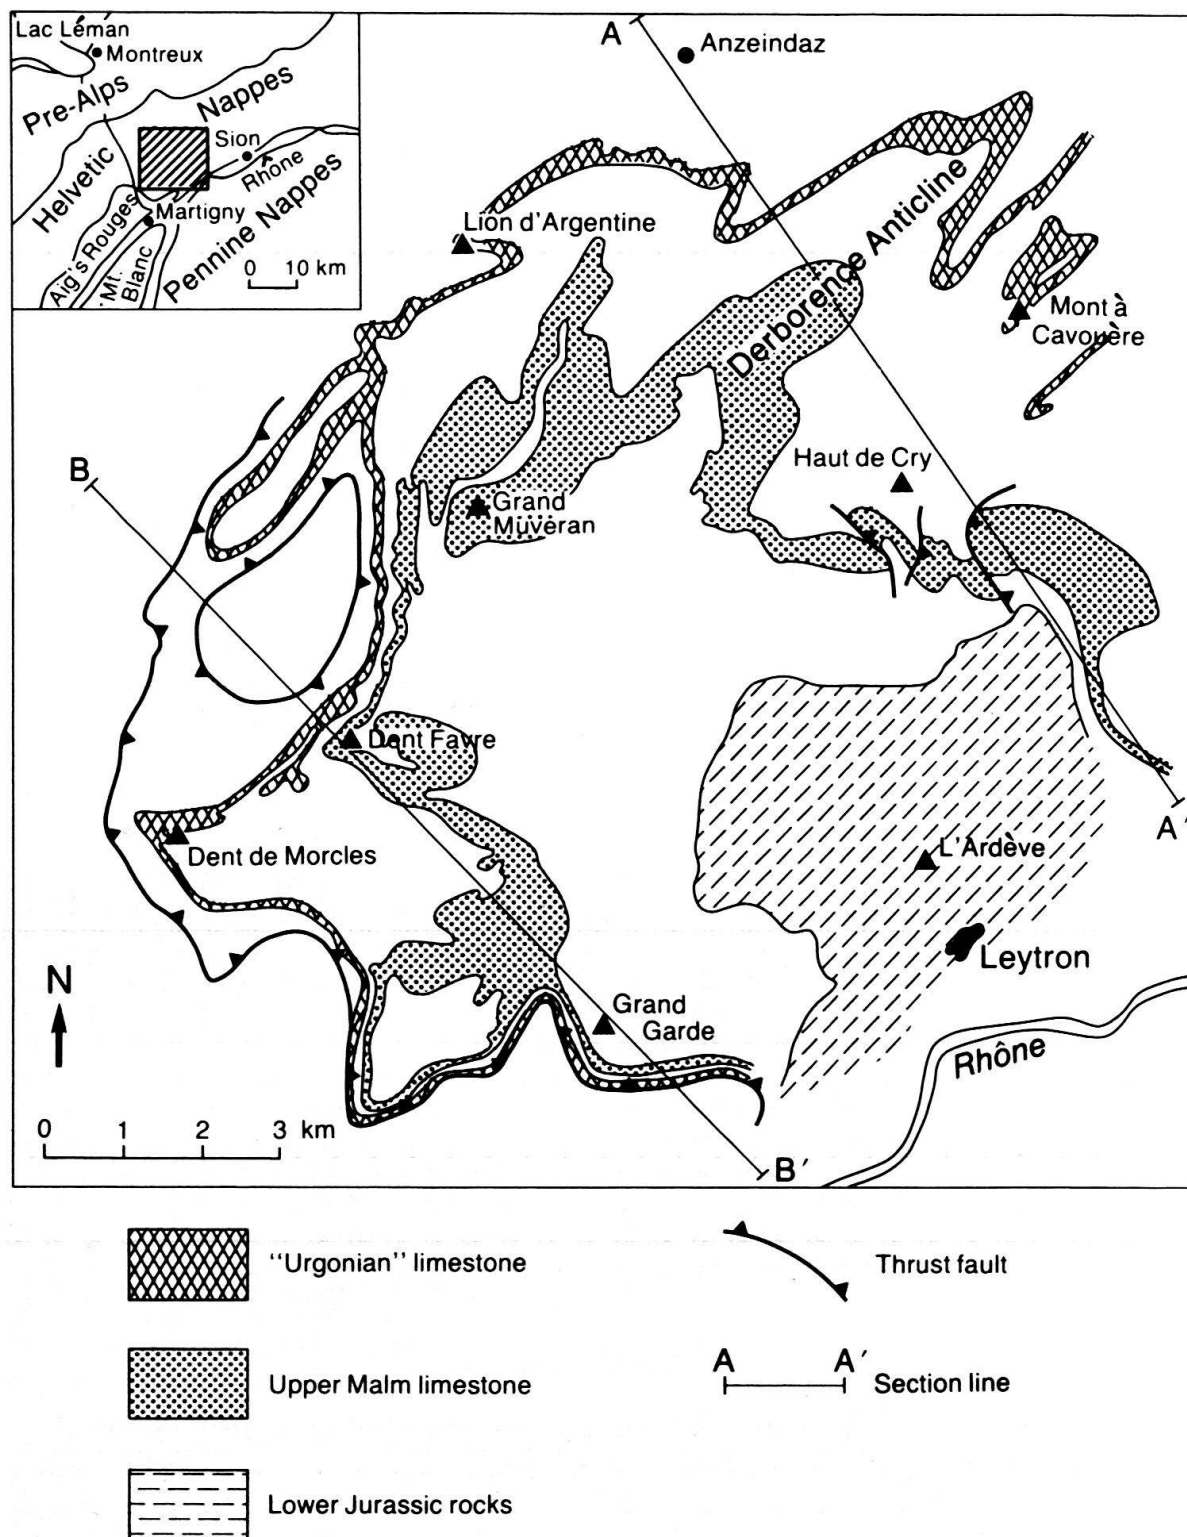 Lac Léman
Montreux
Pre-Alps
Nappes
Helvetic
Sion
Rhône
Martigny
Aig's Rouges
Mt. Blanc
Pennine Nappes
0 10 km
A
Anzeindaz
Lion d'Argentine
Derborence Anticline
Mont à
Cavouère
B
Haut de Cry
Grand
Muvéran
Dent Favre
A'
L'Ardève
Dent de Morcles
Leytron
N
Grand
Garde
Rhône
0 1 2 3 km
B'
"Urgonian" limestone
Thrust fault
Upper Malm limestone
A A'
Section line
Lower Jurassic rocks